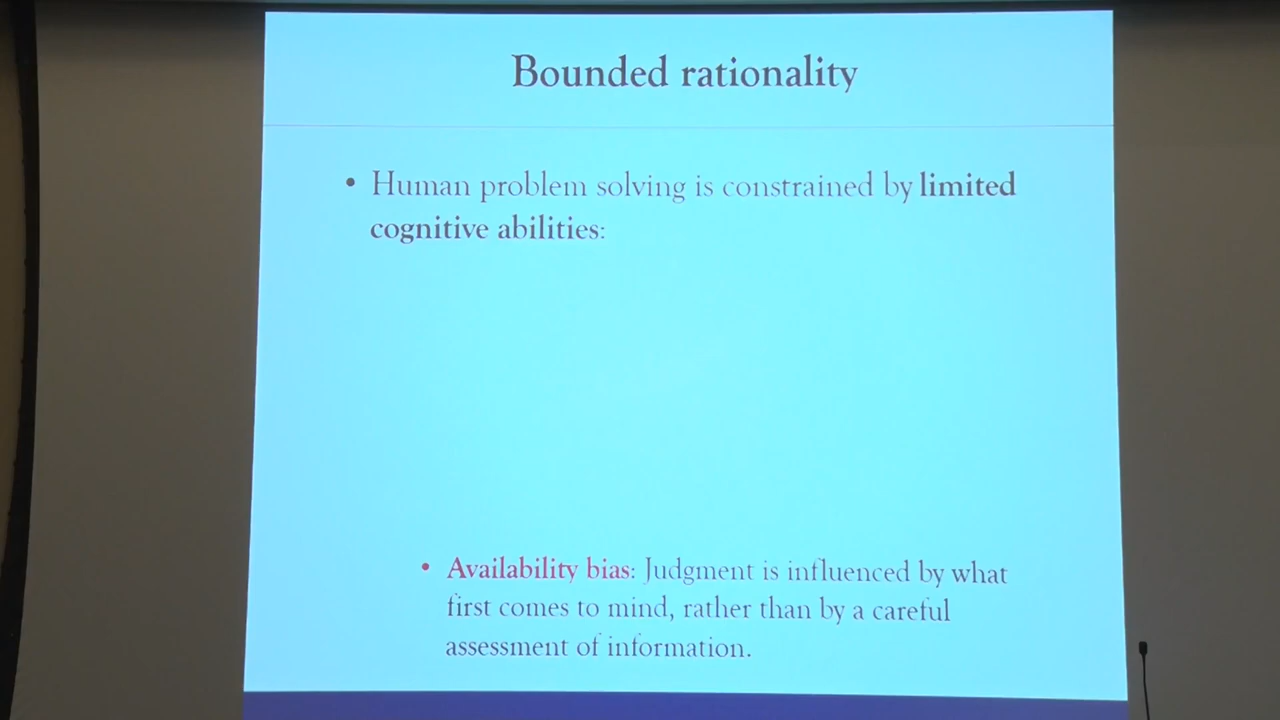 Bounded rationality
• Human problem solving is constrained by limited
cognitive abilities:
• Availability bias: Judgment is influenced by what
first comes to mind, rather than by a careful
assessment of information.